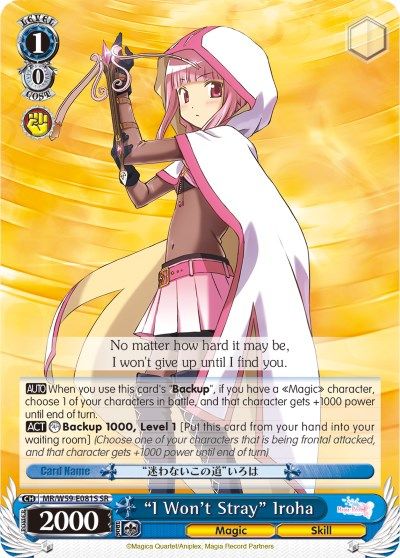 LEVEL
1
0
COST
No matter how hard it may be,
I won't give up until I find you.
AUTO When you use this card's "Backup", if you have a «Magic» character,
choose 1 of your characters in battle, and that character gets +1000 power
until end of turn.
ACT Backup 1000, Level 1 [Put this card from your hand into your
waiting room] (Choose one of your characters that is being frontal attacked,
and that character gets +1000 power until end of turn)
Card Name
“迷わないこの道”いろは
CH MR/W59-E081S SR
POWER
2000
“I Won't Stray” Iroha
Magic
Skill
©Magica Quartet/Aniplex, Magia Record Partners